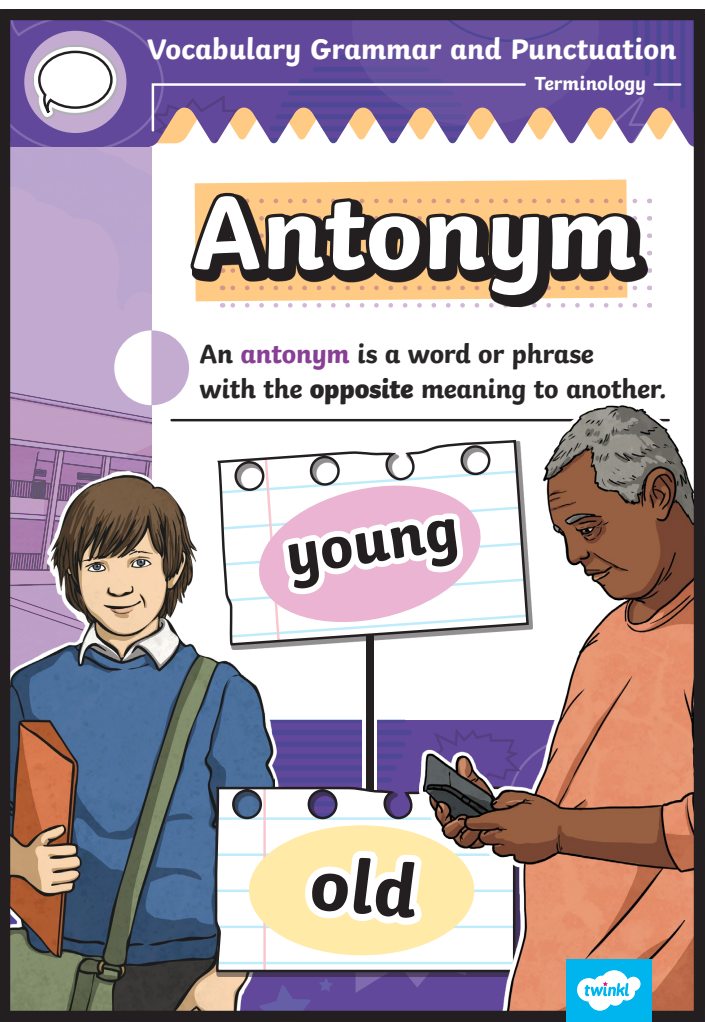 Vocabulary Grammar and Punctuation
Terminology
Antonym
An antonym is a word or phrase
with the opposite meaning to another.
young
old
twinkl